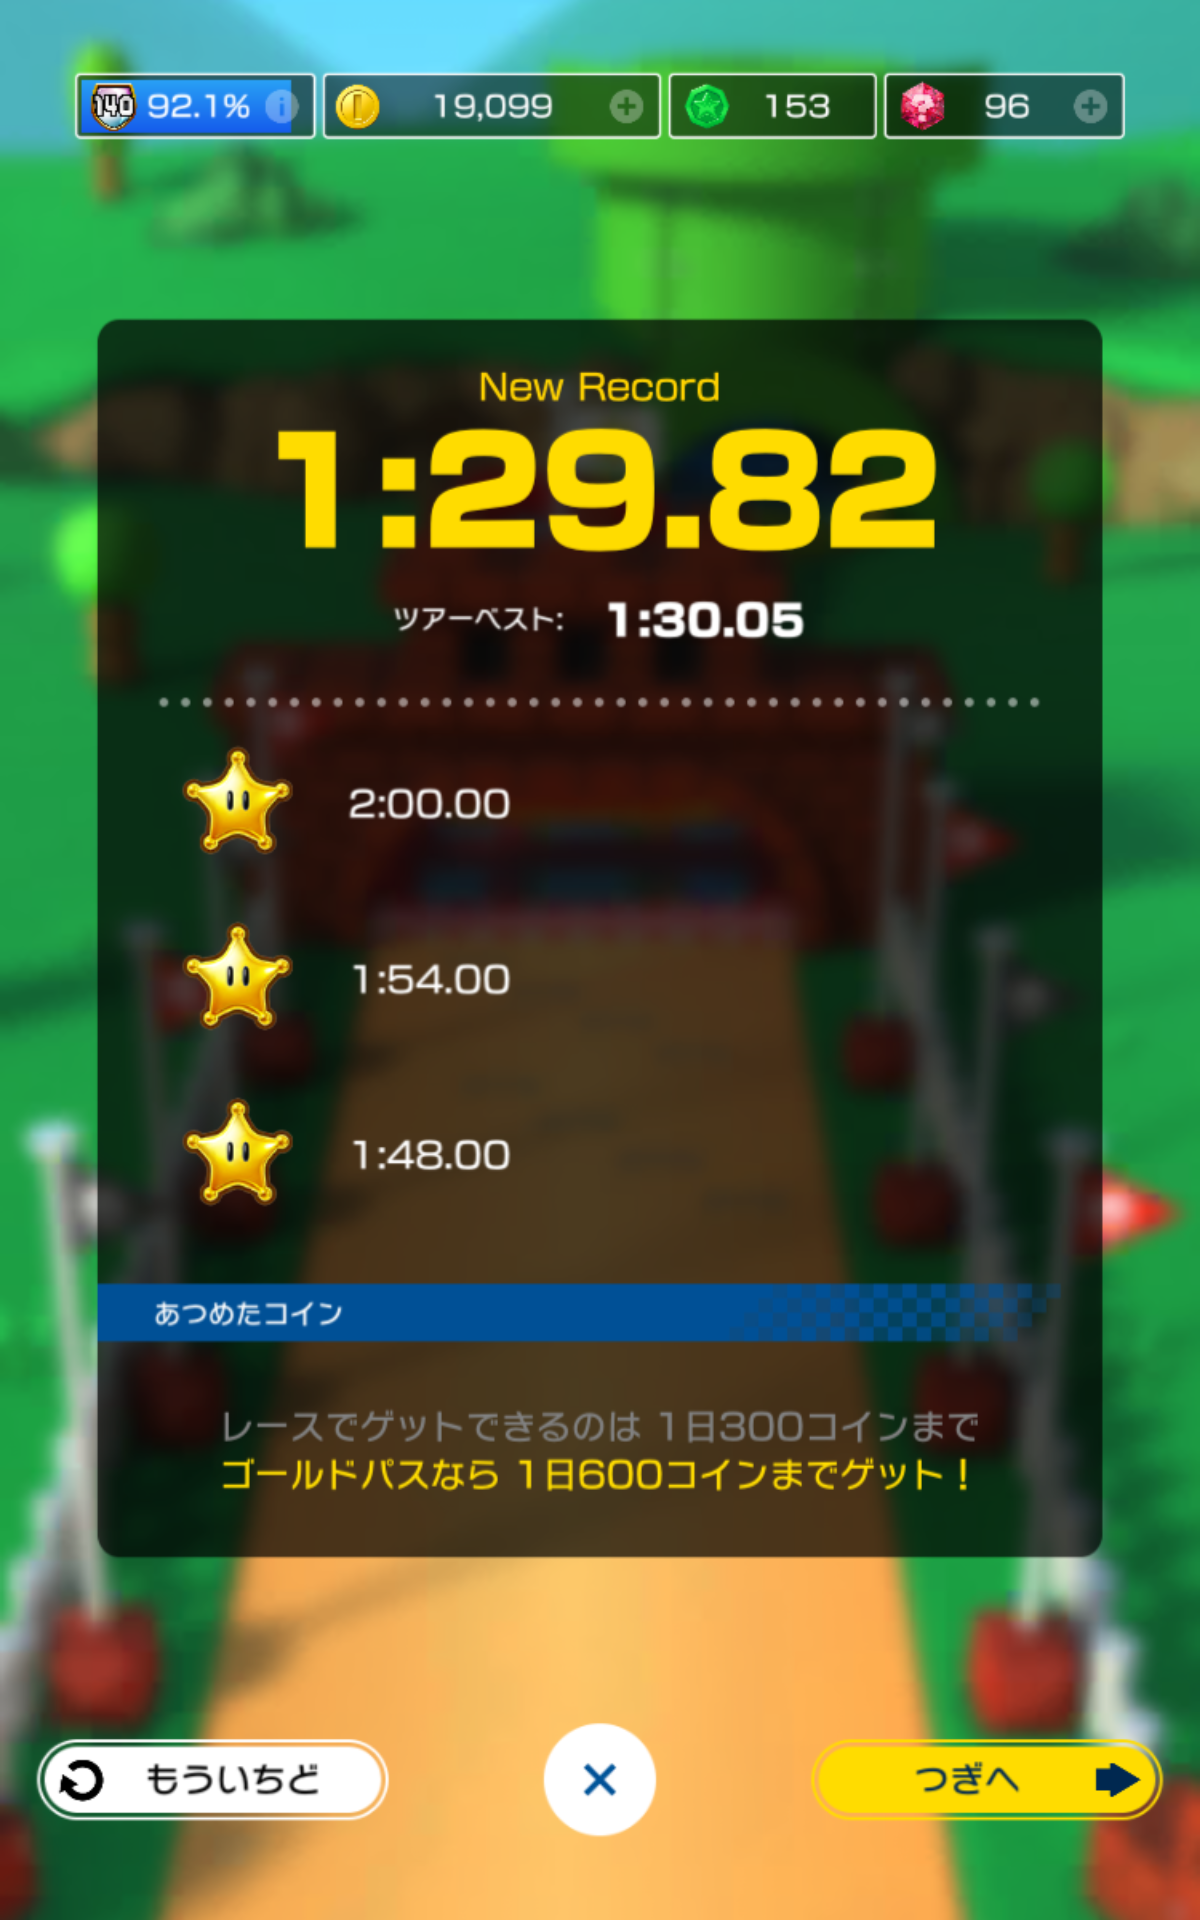 140 92.1% i 19,099 + 153 96 +
New Record
1:29.82
ツアーベスト: 1:30.05
2:00.00
1:54.00
1:48.00
あつめたコイン
レースでゲットできるのは 1日300コインまで
ゴールドパスなら 1日600コインまでゲット！
もういちど × つぎへ